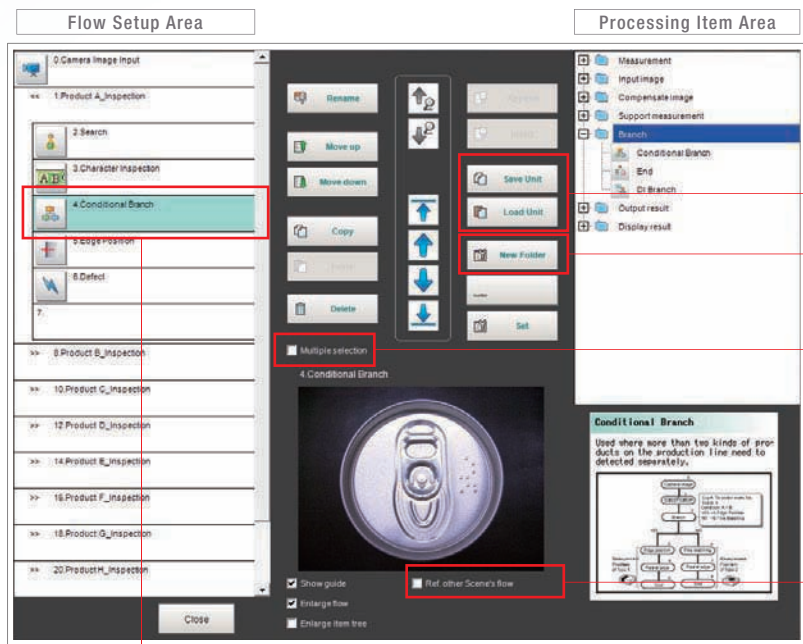 Flow Setup Area
Processing Item Area
0.Camera Image Input
<< 1.Product A_Inspection
2.Search
3.Character Inspection
ABC
4.Conditional Branch
5.Edge Position
6.Defect
7.
>> 8.Product B_Inspection
>> 10.Product C_Inspection
>> 12.Product D_Inspection
>> 14.Product E_Inspection
>> 16.Product F_Inspection
>> 18.Product G_Inspection
>> 20.Product H_Inspection
Close
Rename
Move up
Move down
Copy
Delete
Save Unit
Load Unit
New Folder
Set
Multiple selection
4.Conditional Branch
Show guide
Ref. other Scene's flow
Enlarge flow
Enlarge item tree
Measurement
Input image
Compensate image
Support measurement
Branch
Conditional Branch
End
DI Branch
Output result
Display result
Conditional Branch
Used where more than two kinds of pro-
ducts on the production line need to
detected separately.
Camera image
Classification
Branch